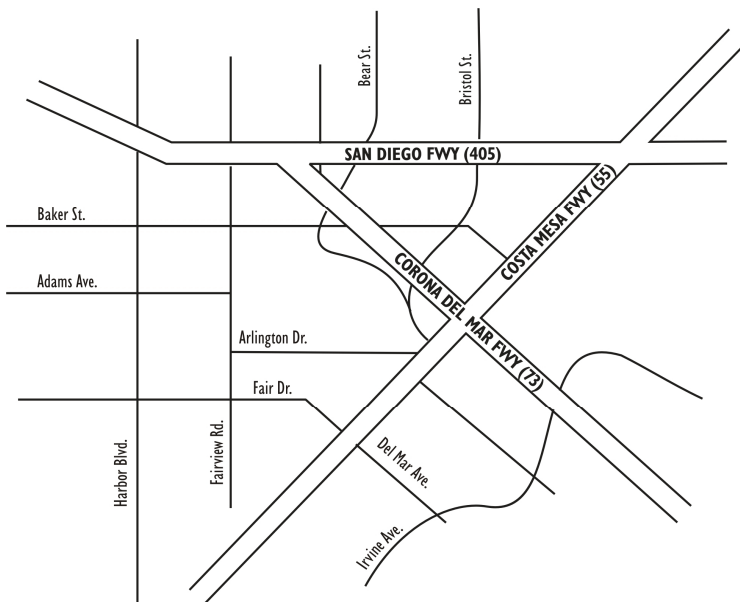 Bear St.
Bristol St.
SAN DIEGO FWY (405)
COSTA MESA FWY (55)
Baker St.
CORONA DEL MAR FWY (73)
Adams Ave.
Arlington Dr.
Fair Dr.
Harbor Blvd.
Fairview Rd.
Del Mar Ave.
Irvine Ave.